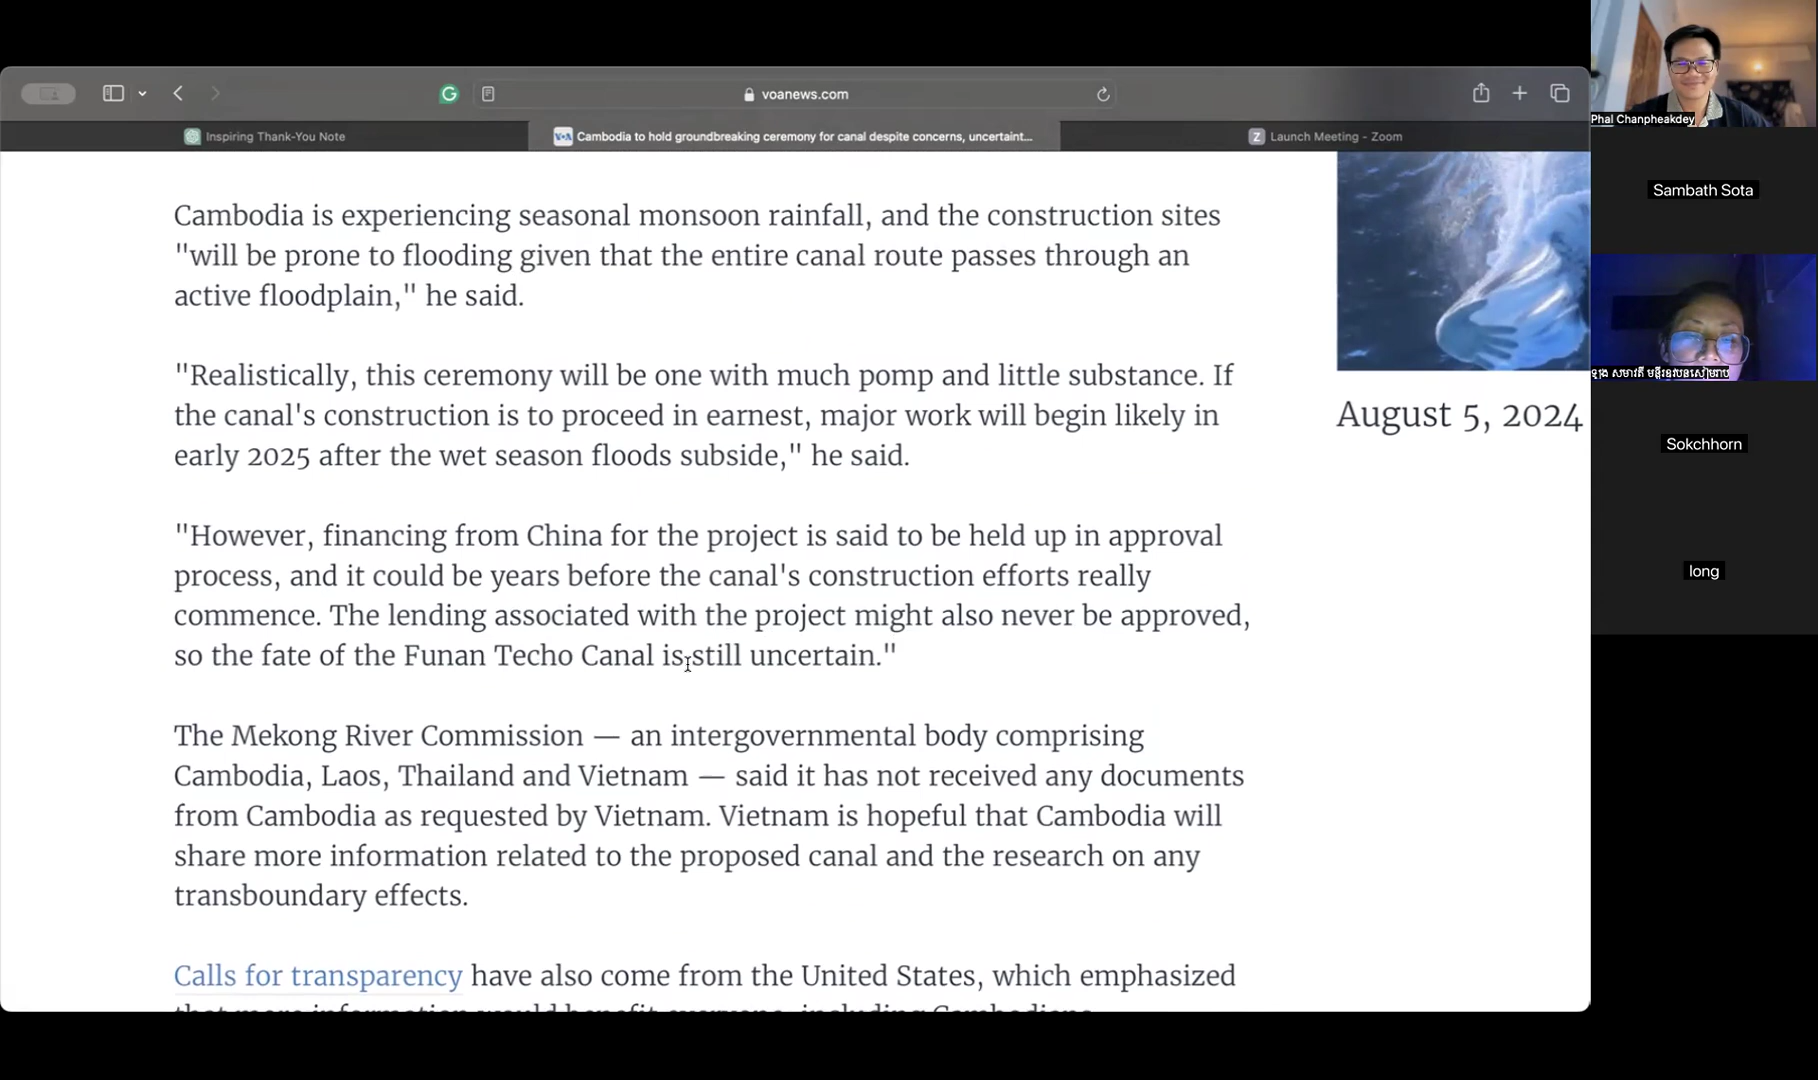 voanews.com
Inspiring Thank-You Note
Cambodia to hold groundbreaking ceremony for canal despite concerns, uncertaint...
Launch Meeting - Zoom
Cambodia is experiencing seasonal monsoon rainfall, and the construction sites
"will be prone to flooding given that the entire canal route passes through an
active floodplain," he said.
"Realistically, this ceremony will be one with much pomp and little substance. If
the canal's construction is to proceed in earnest, major work will begin likely in
early 2025 after the wet season floods subside," he said.
"However, financing from China for the project is said to be held up in approval
process, and it could be years before the canal's construction efforts really
commence. The lending associated with the project might also never be approved,
so the fate of the Funan Techo Canal is still uncertain."
The Mekong River Commission — an intergovernmental body comprising
Cambodia, Laos, Thailand and Vietnam — said it has not received any documents
from Cambodia as requested by Vietnam. Vietnam is hopeful that Cambodia will
share more information related to the proposed canal and the research on any
transboundary effects.
Calls for transparency have also come from the United States, which emphasized
that more information would benefit everyone, including Cambodians.
August 5, 2024
Phal Chanpheakdey
Sambath Sota
Sokchhorn
long